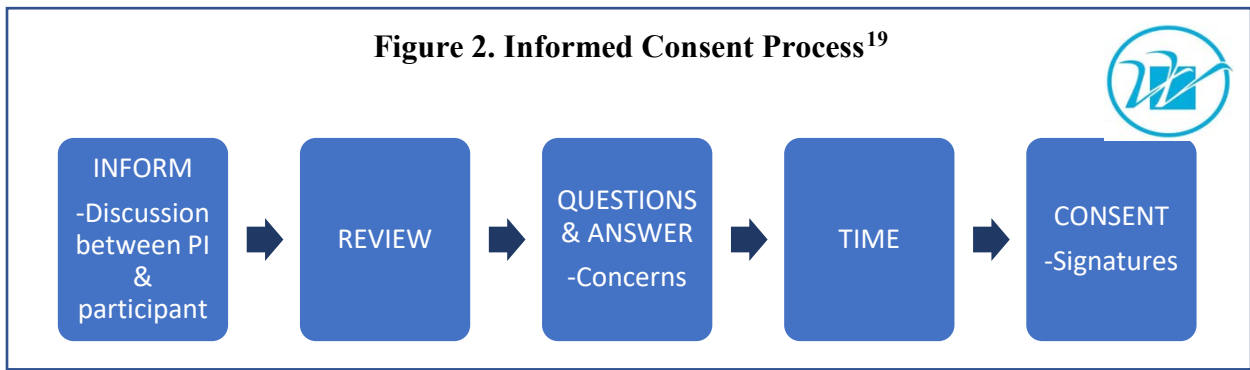 Figure 2. Informed Consent Process19
INFORM
-Discussion
between PI
&
participant
REVIEW
QUESTIONS
& ANSWER
-Concerns
TIME
CONSENT
-Signatures